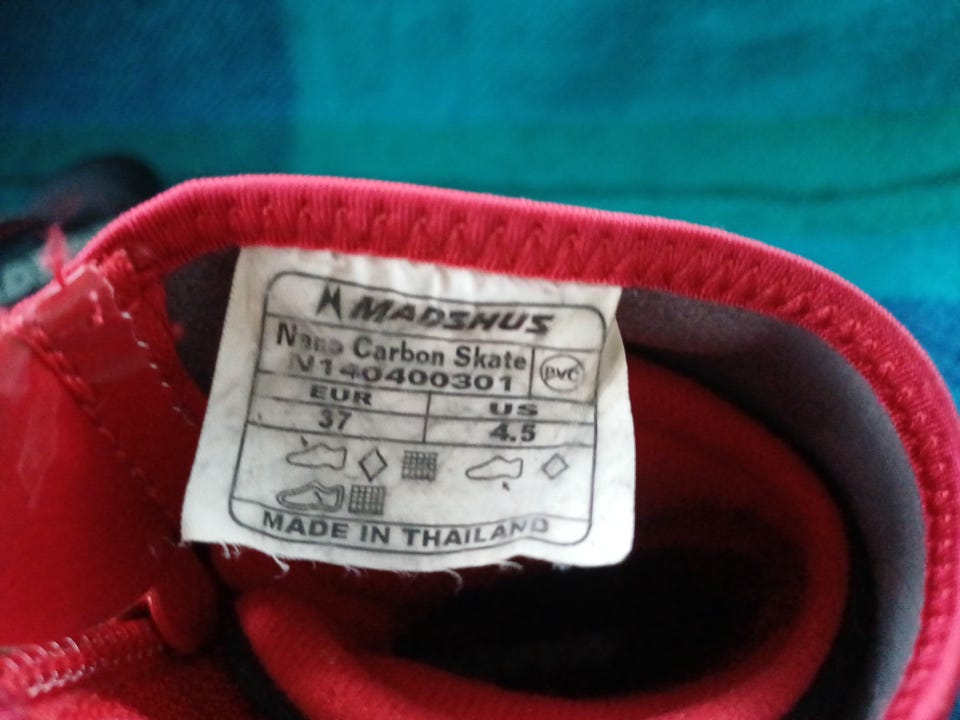 MADSHUS
Nano Carbon Skate
N140400301
PVC
EUR US
37 4.5
MADE IN THAILAND